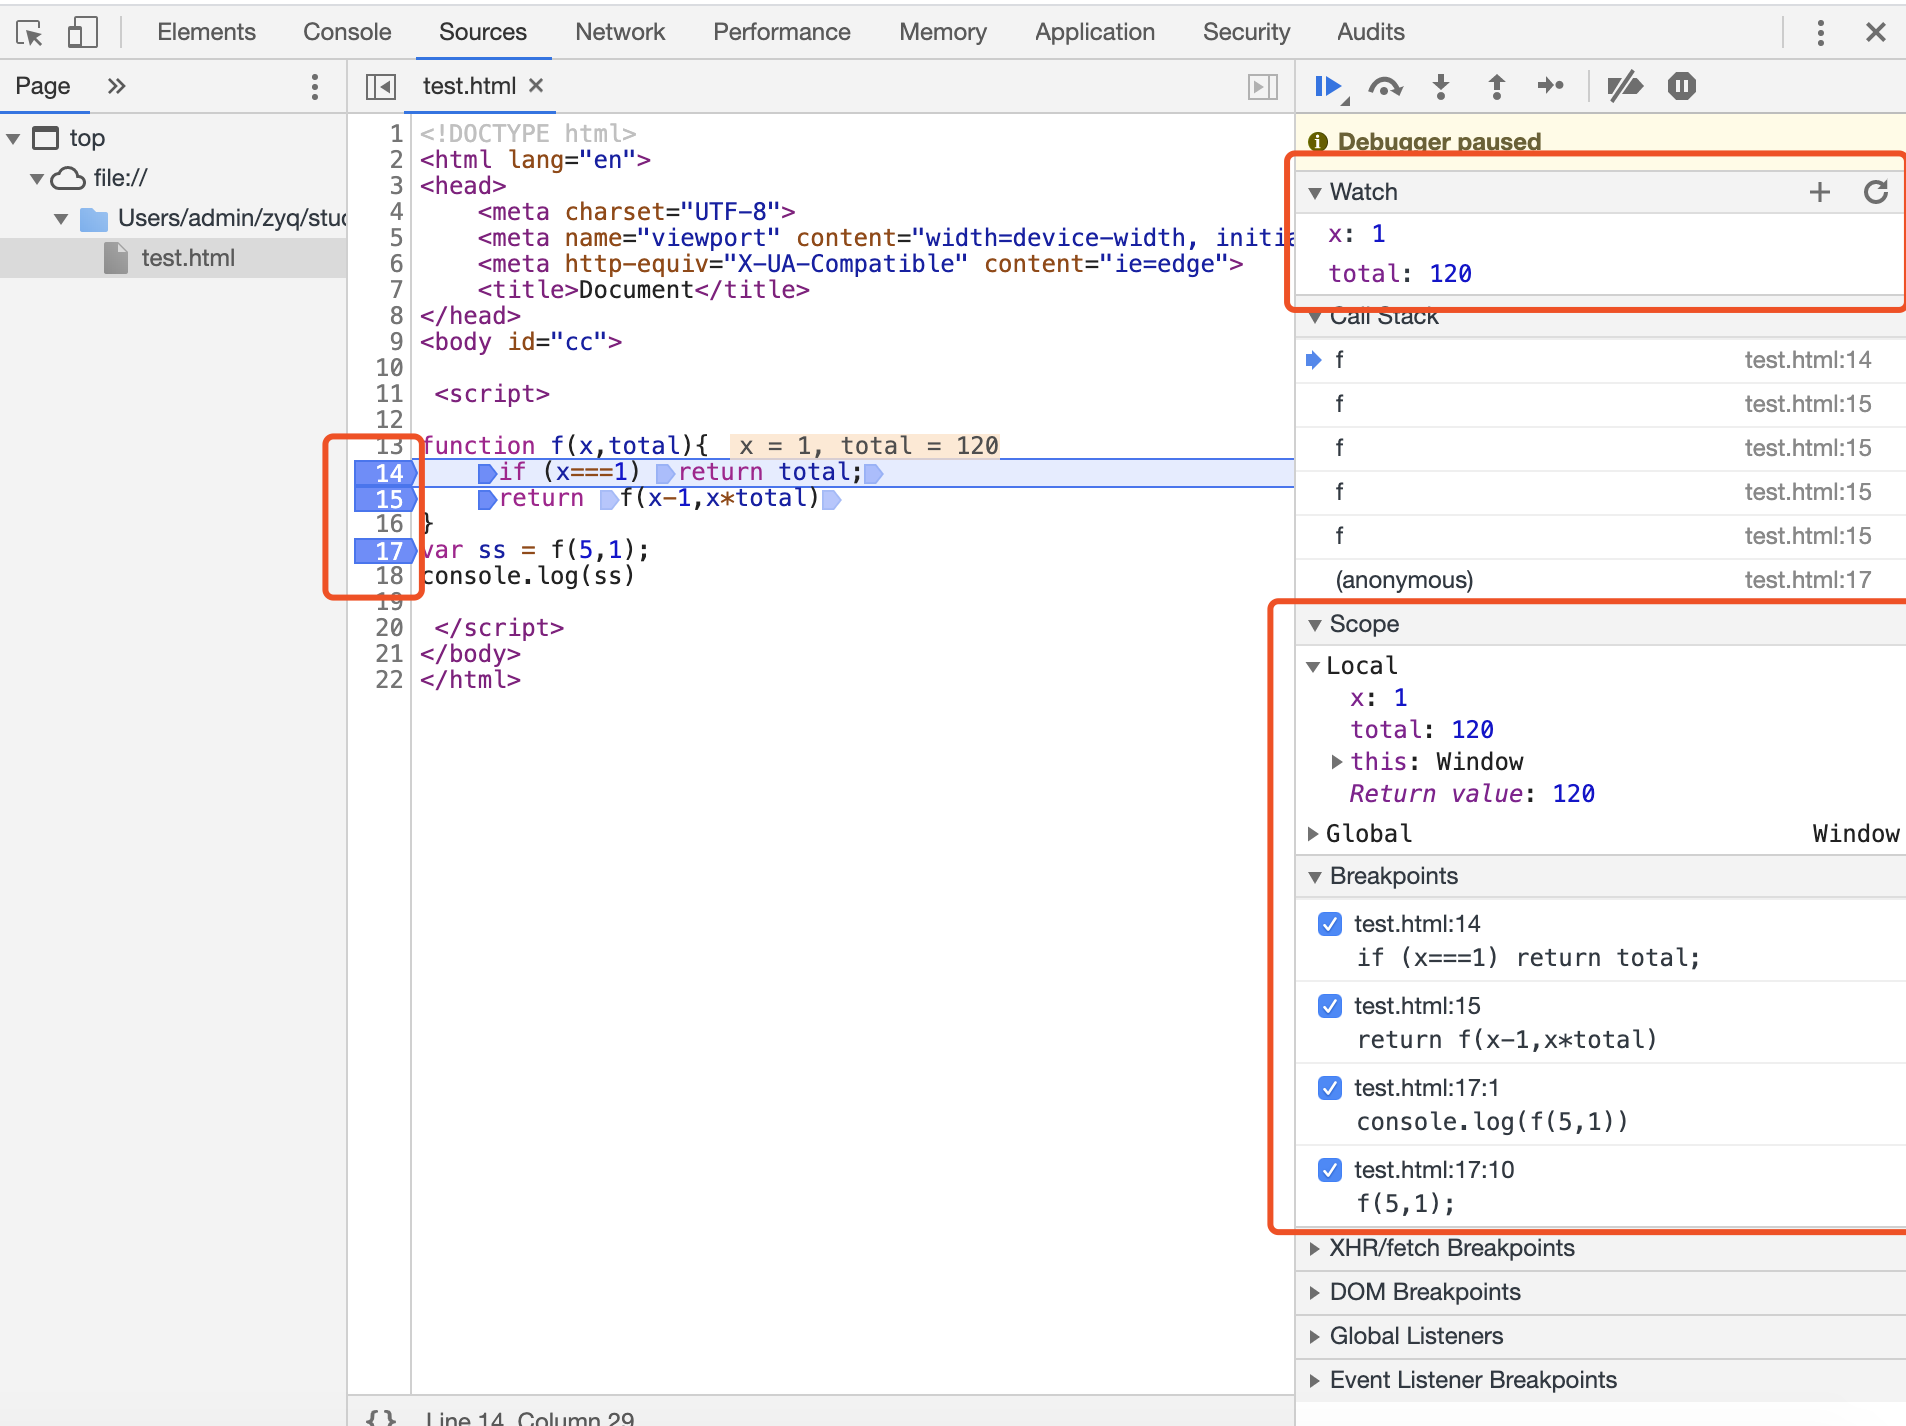 Elements Console Sources Network Performance Memory Application Security Audits
Page
test.html
top
file://
Users/admin/zyq/stud
test.html
1 <!DOCTYPE html>
2 <html lang="en">
3 <head>
4 <meta charset="UTF-8">
5 <meta name="viewport" content="width=device-width, initia
6 <meta http-equiv="X-UA-Compatible" content="ie=edge">
7 <title>Document</title>
8 </head>
9 <body id="cc">
10
11 <script>
12
13 function f(x,total){ x = 1, total = 120
14 if (x===1) return total;
15 return f(x-1,x*total)
16 }
17 var ss = f(5,1);
18 console.log(ss)
19
20 </script>
21 </body>
22 </html>
{} Line 14, Column 29
Debugger paused
Watch
x: 1
total: 120
Call Stack
f test.html:14
f test.html:15
f test.html:15
f test.html:15
f test.html:15
(anonymous) test.html:17
Scope
Local
x: 1
total: 120
this: Window
Return value: 120
Global Window
Breakpoints
test.html:14
if (x===1) return total;
test.html:15
return f(x-1,x*total)
test.html:17:1
console.log(f(5,1))
test.html:17:10
f(5,1);
XHR/fetch Breakpoints
DOM Breakpoints
Global Listeners
Event Listener Breakpoints